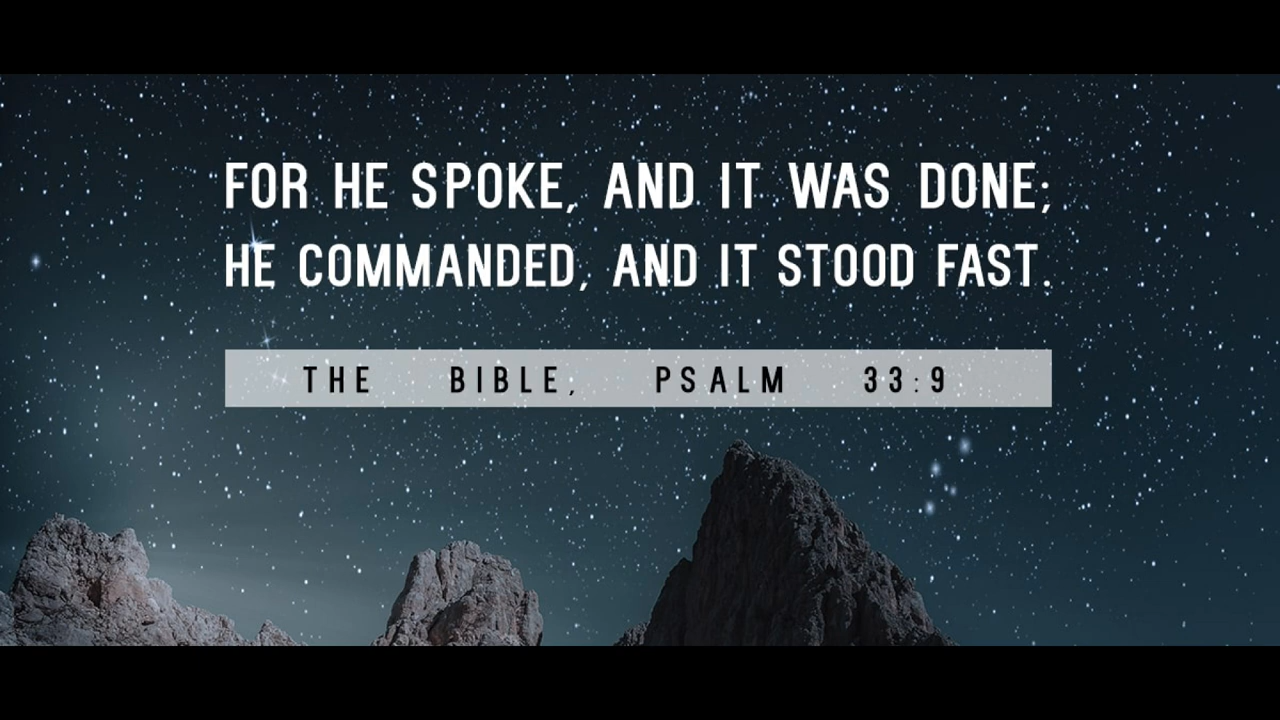 FOR HE SPOKE, AND IT WAS DONE;
HE COMMANDED, AND IT STOOD FAST.
THE BIBLE, PSALM 33:9